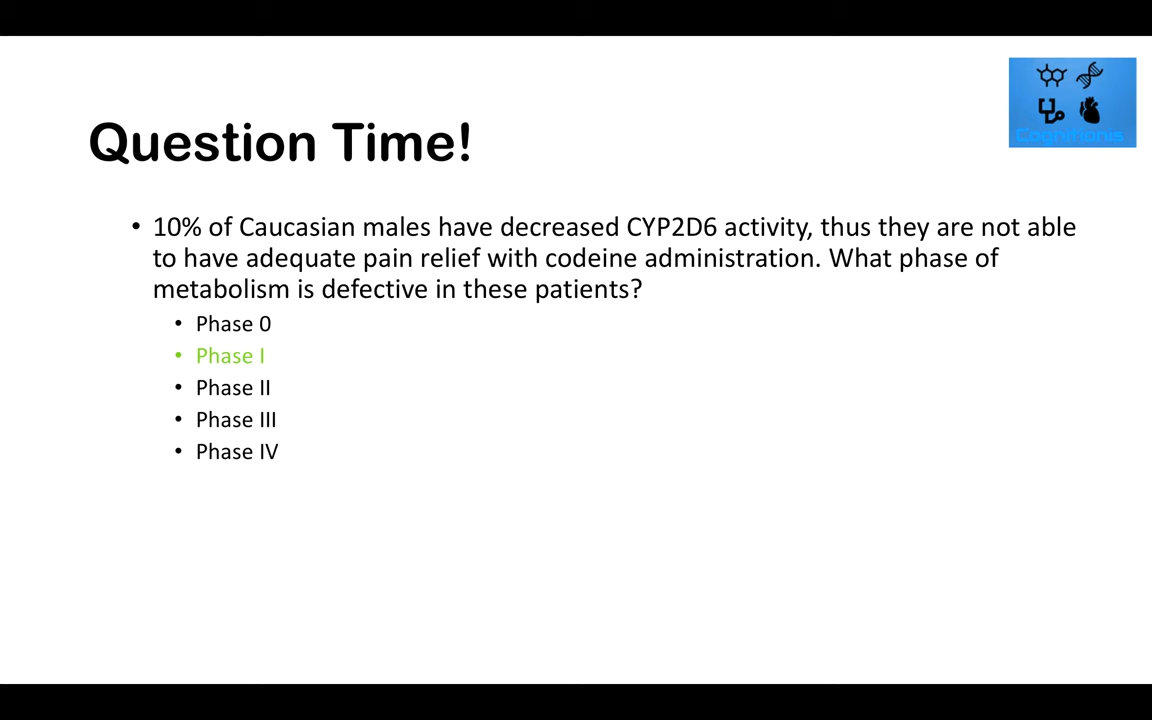 Cognitionis
Question Time!
• 10% of Caucasian males have decreased CYP2D6 activity, thus they are not able
to have adequate pain relief with codeine administration. What phase of
metabolism is defective in these patients?
• Phase 0
• Phase I
• Phase II
• Phase III
• Phase IV